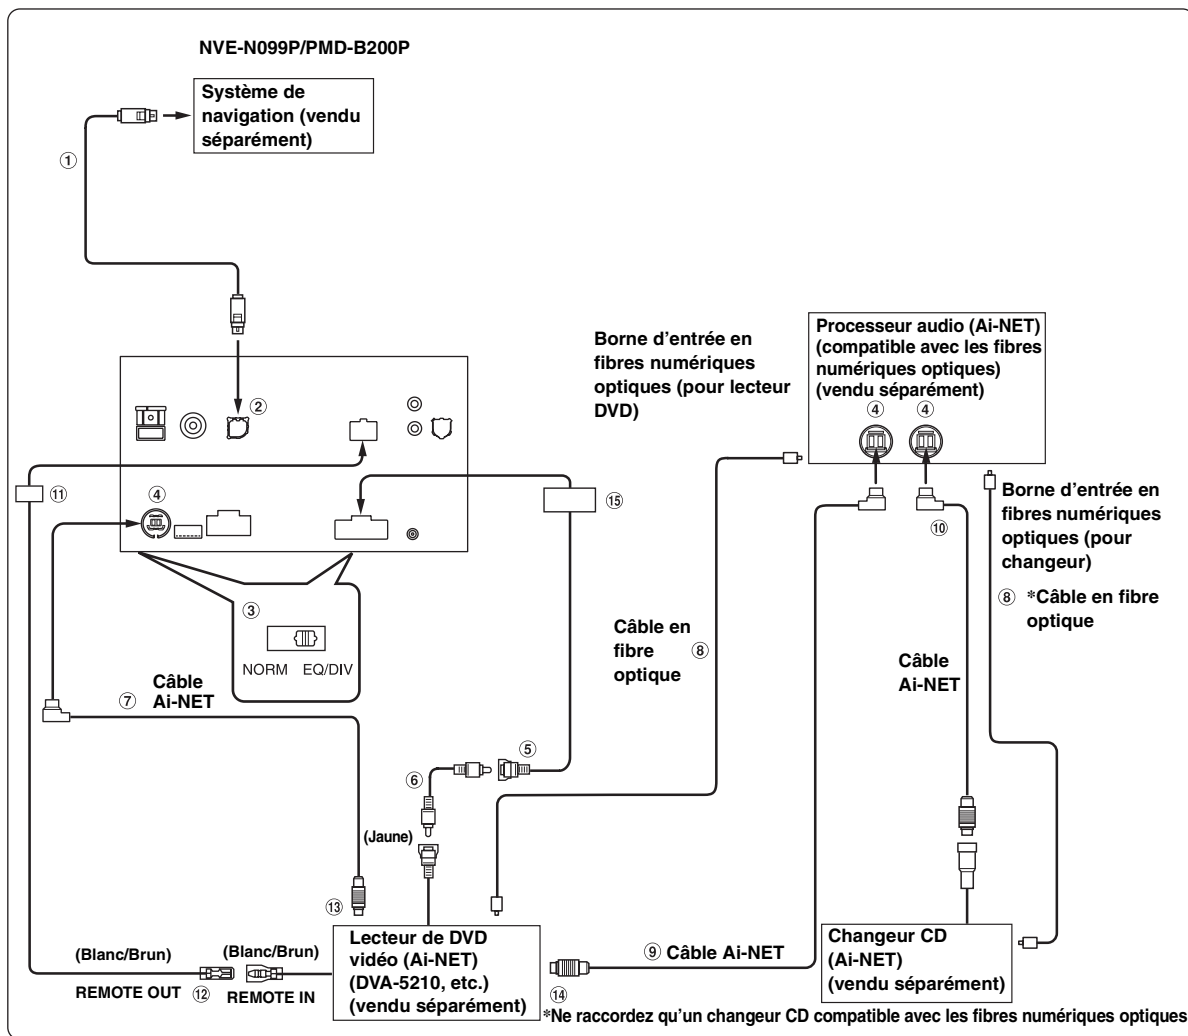 NVE-N099P/PMD-B200P
Système de
navigation (vendu
séparément)
①
②
Borne d'entrée en
fibres numériques
optiques (pour lecteur
DVD)
Processeur audio (Ai-NET)
(compatible avec les fibres
numériques optiques)
(vendu séparément)
④ ④
⑪
④
⑮
⑩
Borne d'entrée en
fibres numériques
optiques (pour
changeur)
⑧ *Câble en fibre
optique
③
NORM EQ/DIV
Câble en
fibre
optique
⑧
Câble
Ai-NET
⑦
Câble
Ai-NET
⑤
⑥
(Jaune)
⑬
(Blanc/Brun)
REMOTE OUT
⑫
(Blanc/Brun)
REMOTE IN
Lecteur de DVD
vidéo (Ai-NET)
(DVA-5210, etc.)
(vendu séparément)
⑨ Câble Ai-NET
⑭
Changeur CD
(Ai-NET)
(vendu séparément)
*Ne raccordez qu'un changeur CD compatible avec les fibres numériques optiques